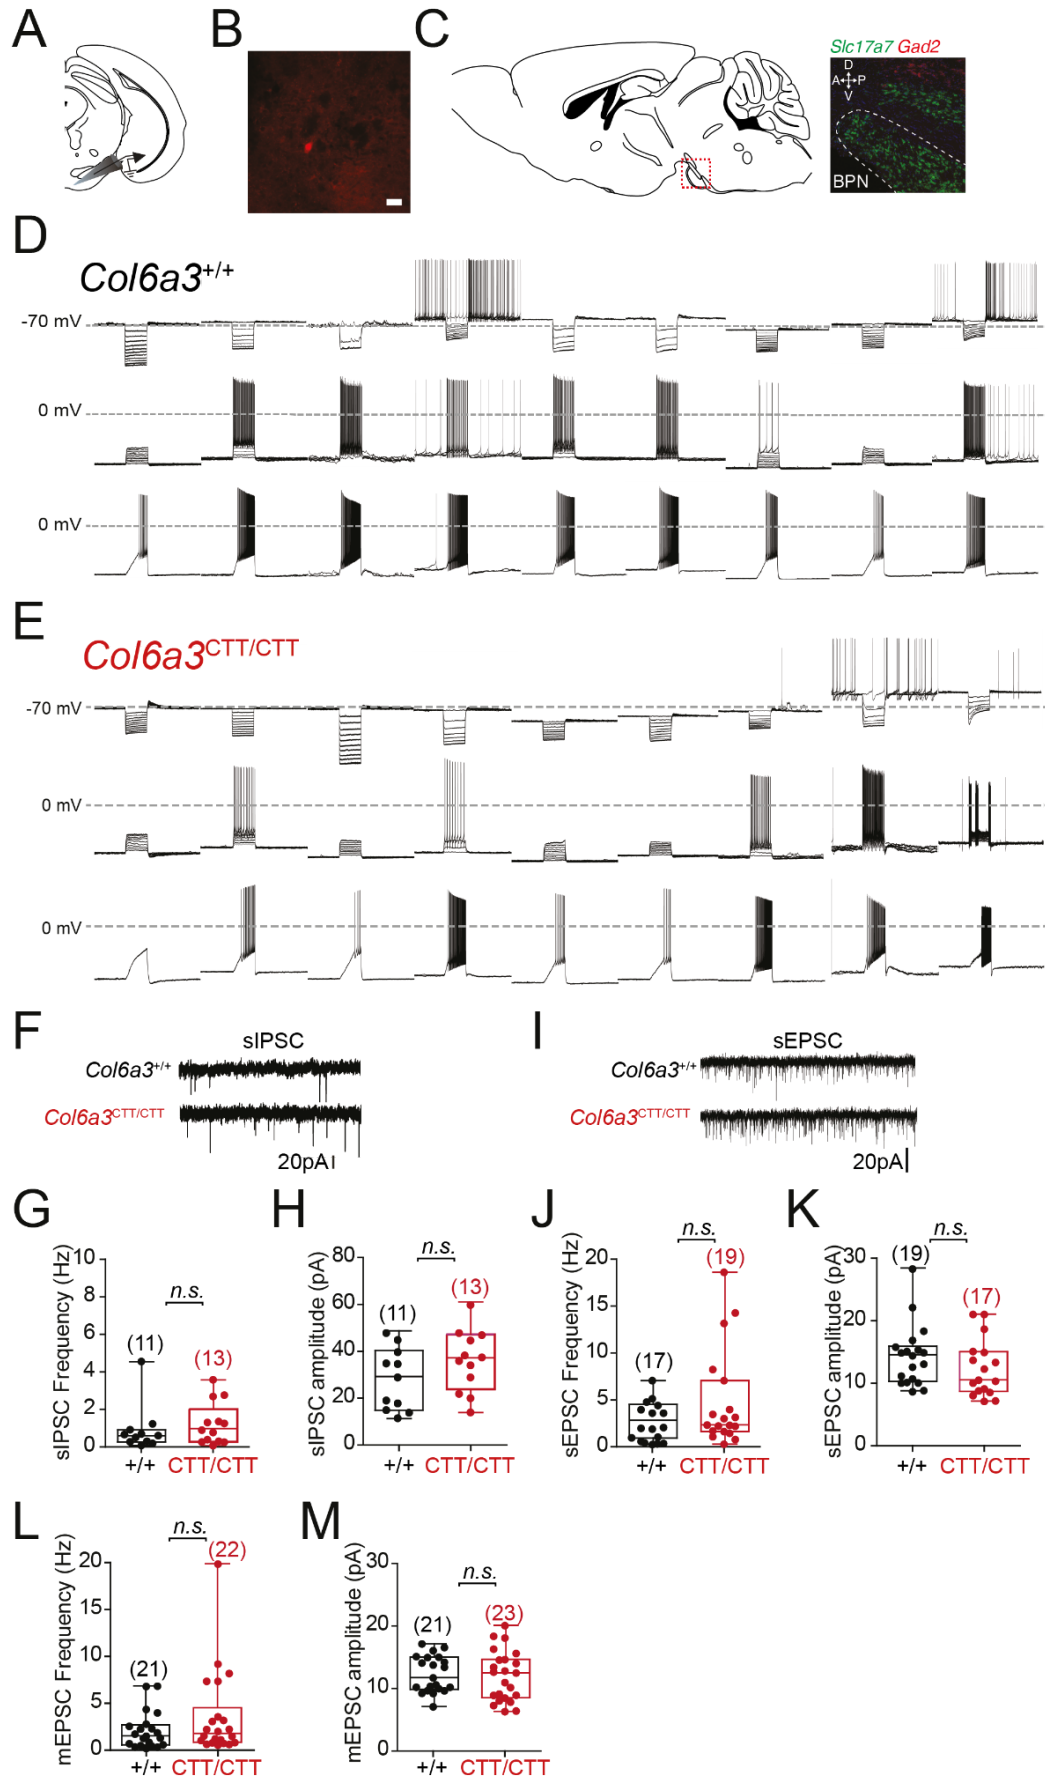 A
B
C
Slc17a7 Gad2
D
A P
V
BPN
D
Col6a3+/+
-70 mV
0 mV
0 mV
E
Col6a3CTT/CTT
-70 mV
0 mV
0 mV
F
sIPSC
Col6a3+/+
Col6a3CTT/CTT
20pA
I
sEPSC
Col6a3+/+
Col6a3CTT/CTT
20pA
G
sIPSC Frequency (Hz)
10
8
6
4
2
0
n.s.
(11)
(13)
+/+ CTT/CTT
H
sIPSC amplitude (pA)
80
60
40
20
0
n.s.
(11)
(13)
+/+ CTT/CTT
J
sEPSC Frequency (Hz)
20
15
10
5
0
n.s.
(17)
(19)
+/+ CTT/CTT
K
sEPSC amplitude (pA)
30
20
10
0
n.s.
(19)
(17)
+/+ CTT/CTT
L
mEPSC Frequency (Hz)
20
15
10
5
0
n.s.
(21)
(22)
+/+ CTT/CTT
M
mEPSC amplitude (pA)
30
20
10
0
n.s.
(21)
(23)
+/+ CTT/CTT